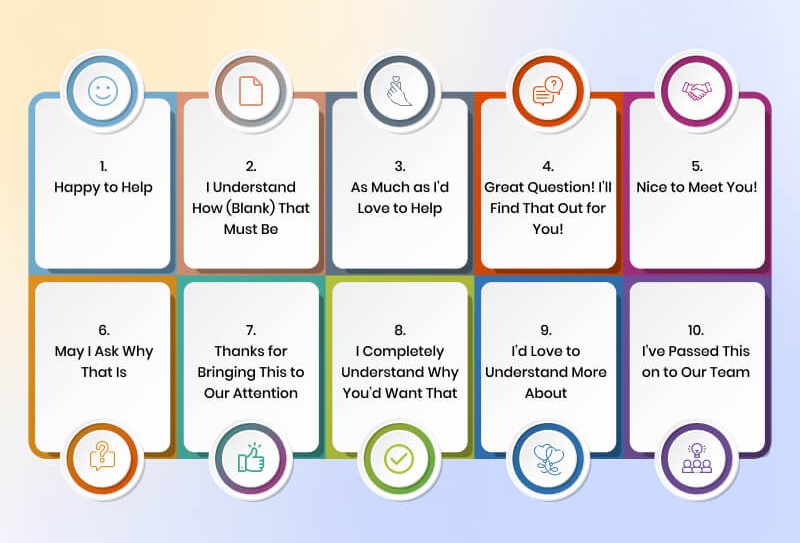 1.
Happy to Help
2.
I Understand
How (Blank) That
Must Be
3.
As Much as I'd
Love to Help
4.
Great Question! I'll
Find That Out for
You!
5.
Nice to Meet You!
6.
May I Ask Why
That Is
7.
Thanks for
Bringing This to
Our Attention
8.
I Completely
Understand Why
You'd Want That
9.
I'd Love to
Understand More
About
10.
I've Passed This
on to Our Team